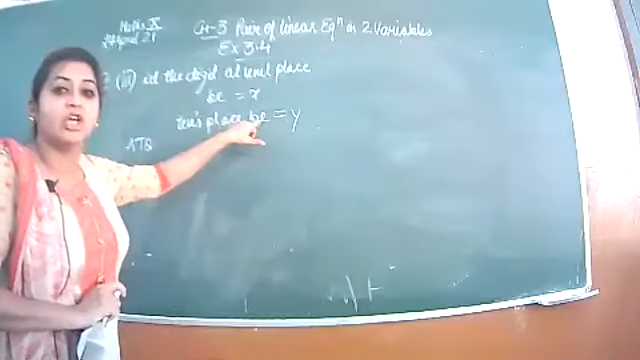 Maths X
Ch-3 Pair of linear Eqn in 2 Variables
Ex 3.4
(ii) Let the digit at unit place
be = x
ten's place be = y
ATQ